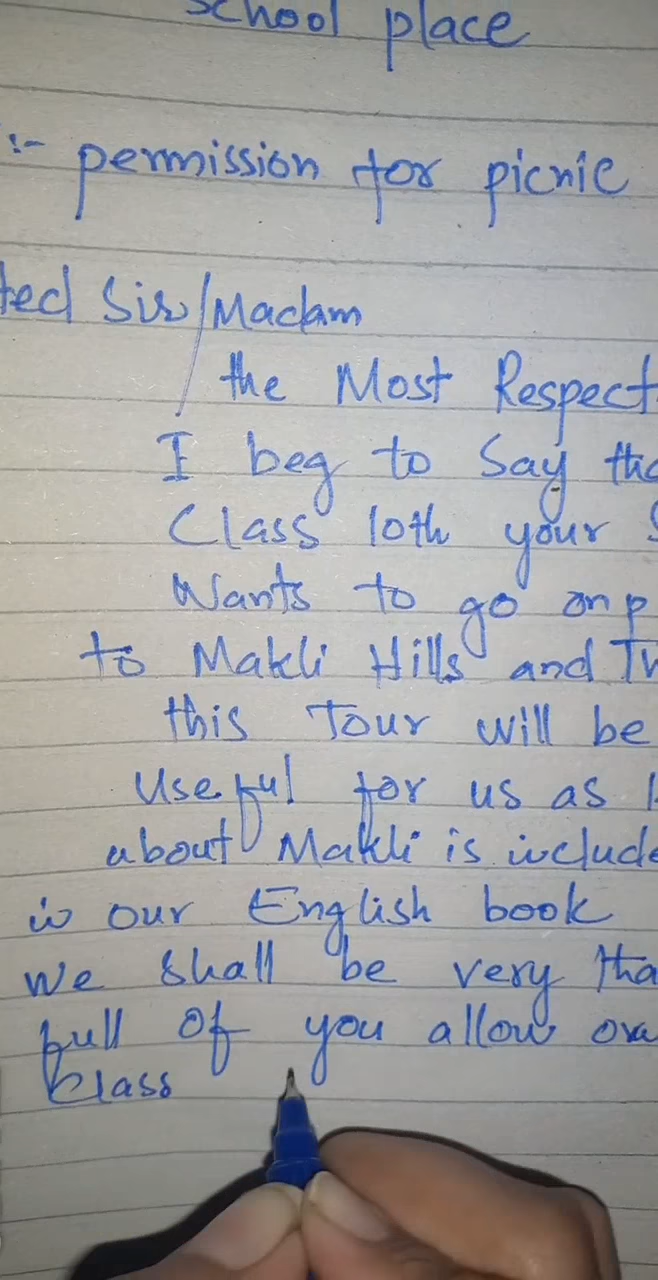 School place
:- permission for picnic
ted Sir/Madam
the Most Respect
I beg to Say tha
Class 10th your S
Wants to go on p
to Makli Hills and Th
this Tour will be
Useful for us as l
about Makli is include
in our English book
We shall be very tha
full of you allow our
Class